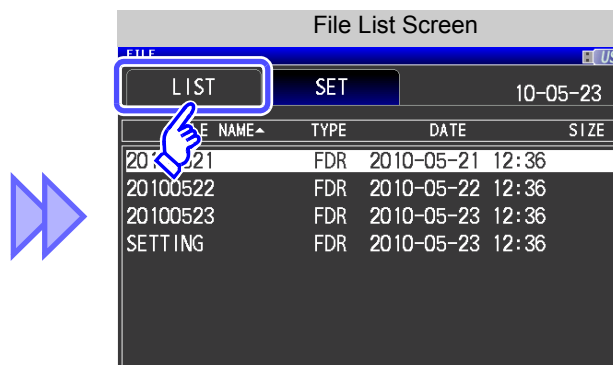 File List Screen
FILE US
LIST SET 10-05-23
E NAME▲ TYPE DATE SIZE
20 21 FDR 2010-05-21 12:36
20100522 FDR 2010-05-22 12:36
20100523 FDR 2010-05-23 12:36
SETTING FDR 2010-05-23 12:36